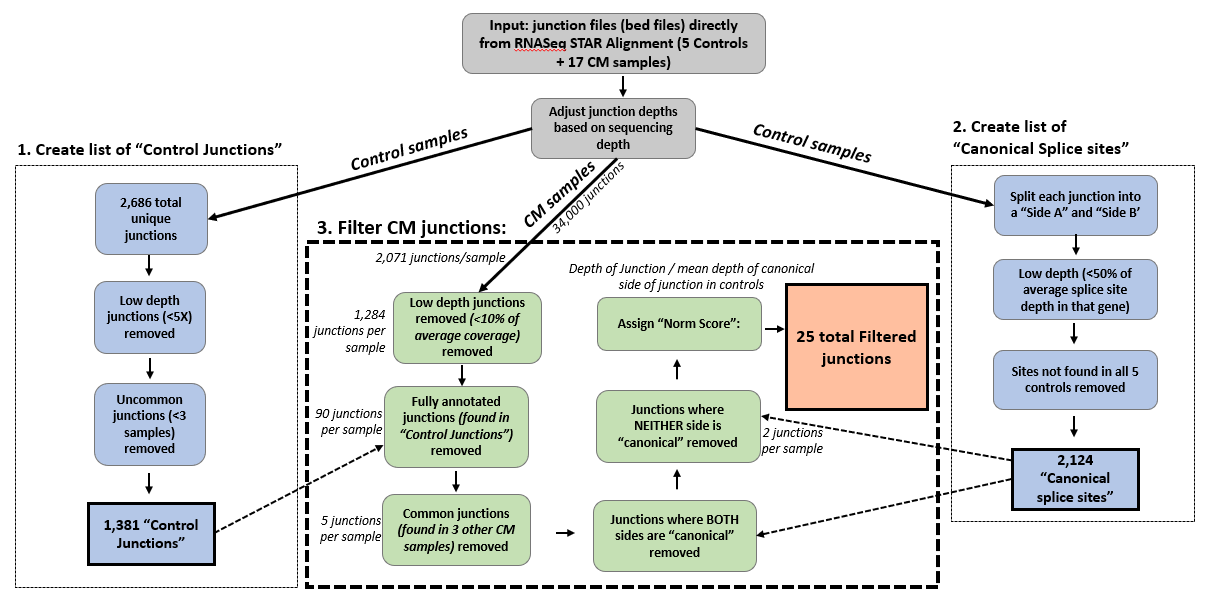 Input: junction files (bed files) directly
from RNASeq STAR Alignment (5 Controls
+ 17 CM samples)
Adjust junction depths
based on sequencing
depth
Control samples
CM samples
34,000 junctions
Control samples
1. Create list of “Control Junctions”
2,686 total
unique
junctions
Low depth
junctions (<5X)
removed
Uncommon
junctions (<3
samples)
removed
1,381 “Control
Junctions”
2. Create list of
“Canonical Splice sites”
Split each junction into
a “Side A” and “Side B’
Low depth (<50% of
average splice site
depth in that gene)
Sites not found in all 5
controls removed
2,124
“Canonical
splice sites”
3. Filter CM junctions:
2,071 junctions/sample
Low depth junctions
removed (<10% of
average coverage)
removed
1,284
junctions per
sample
Fully annotated
junctions (found in
“Control Junctions”)
removed
90 junctions
per sample
Common junctions
(found in 3 other CM
samples) removed
5 junctions
per sample
Junctions where BOTH
sides are “canonical”
removed
Junctions where
NEITHER side is
“canonical” removed
2 junctions
per sample
Depth of Junction / mean depth of canonical
side of junction in controls
Assign “Norm Score”:
25 total Filtered
junctions